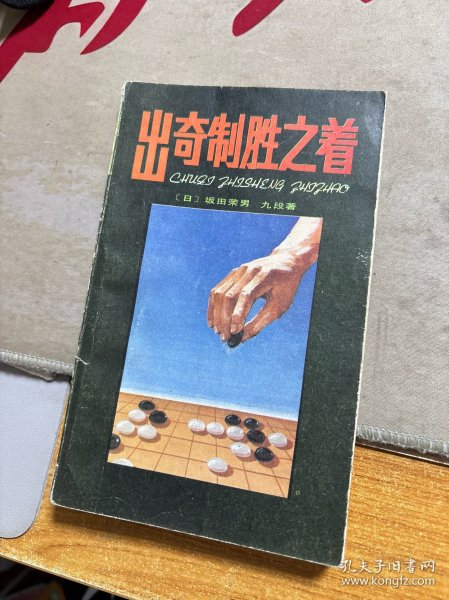 出奇制胜之着
CHUQI ZHISHENG ZHIZHAO
〔日〕坂田荣男 九段著
孔夫子旧书网
www.kongfz.com